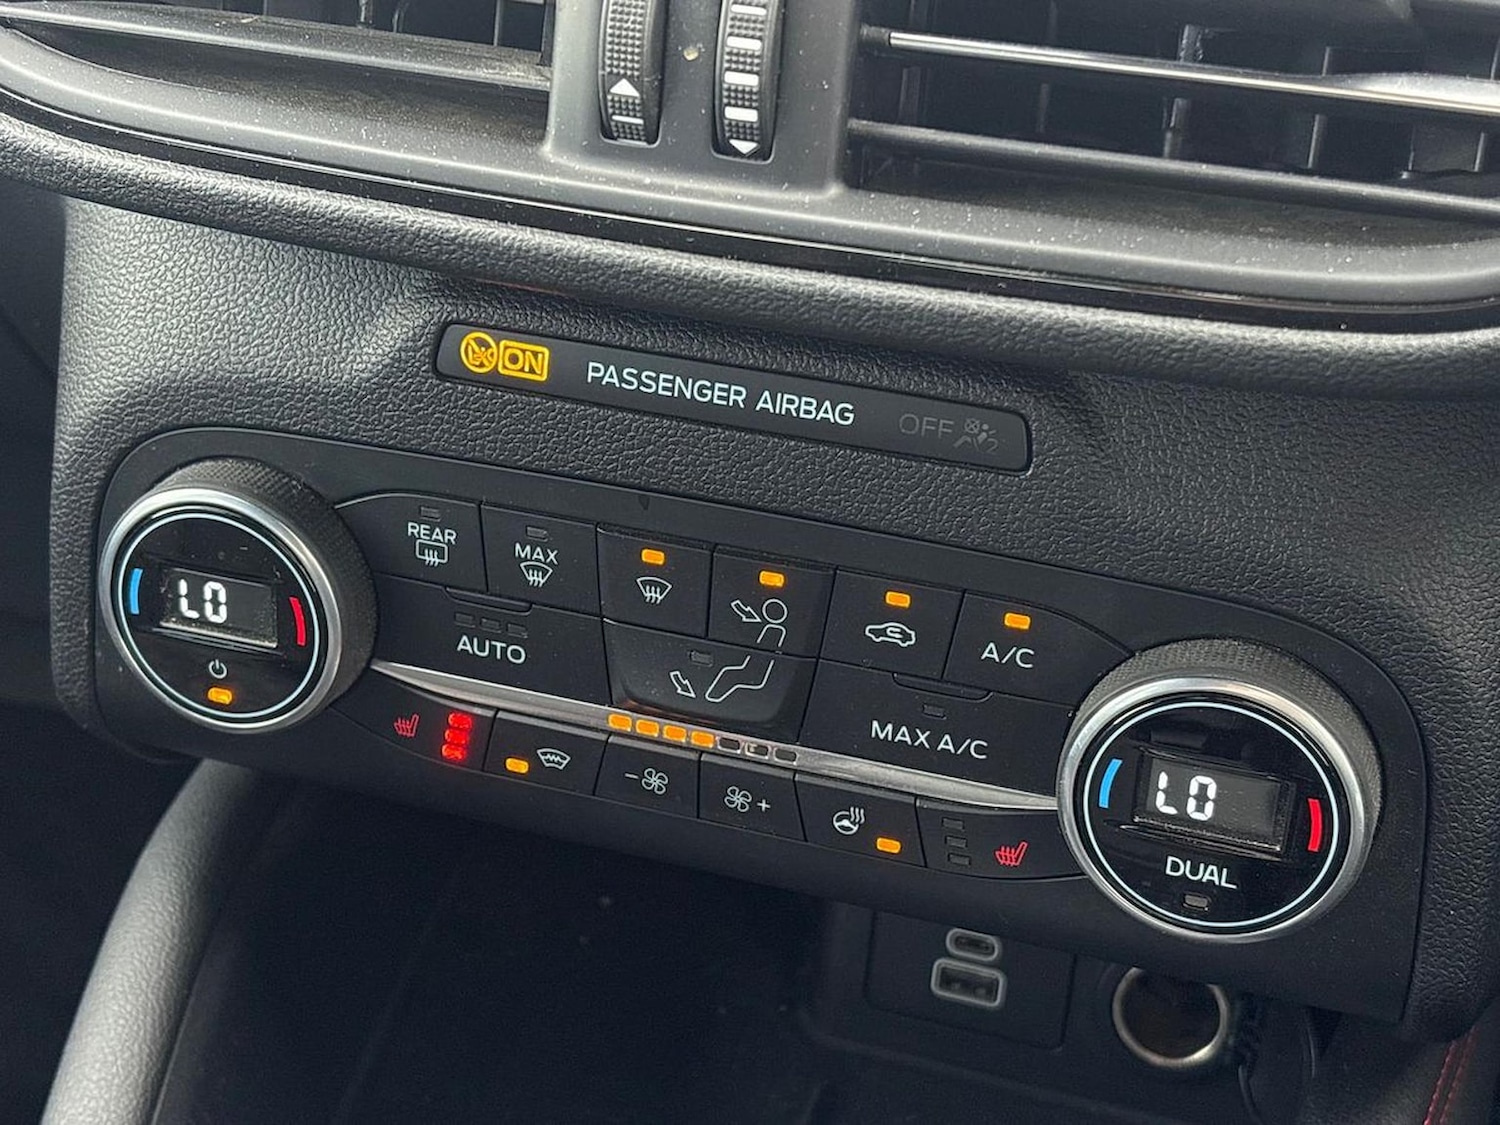 ON PASSENGER AIRBAG OFF
REAR
MAX
LO
AUTO
A/C
MAX A/C
LO
DUAL